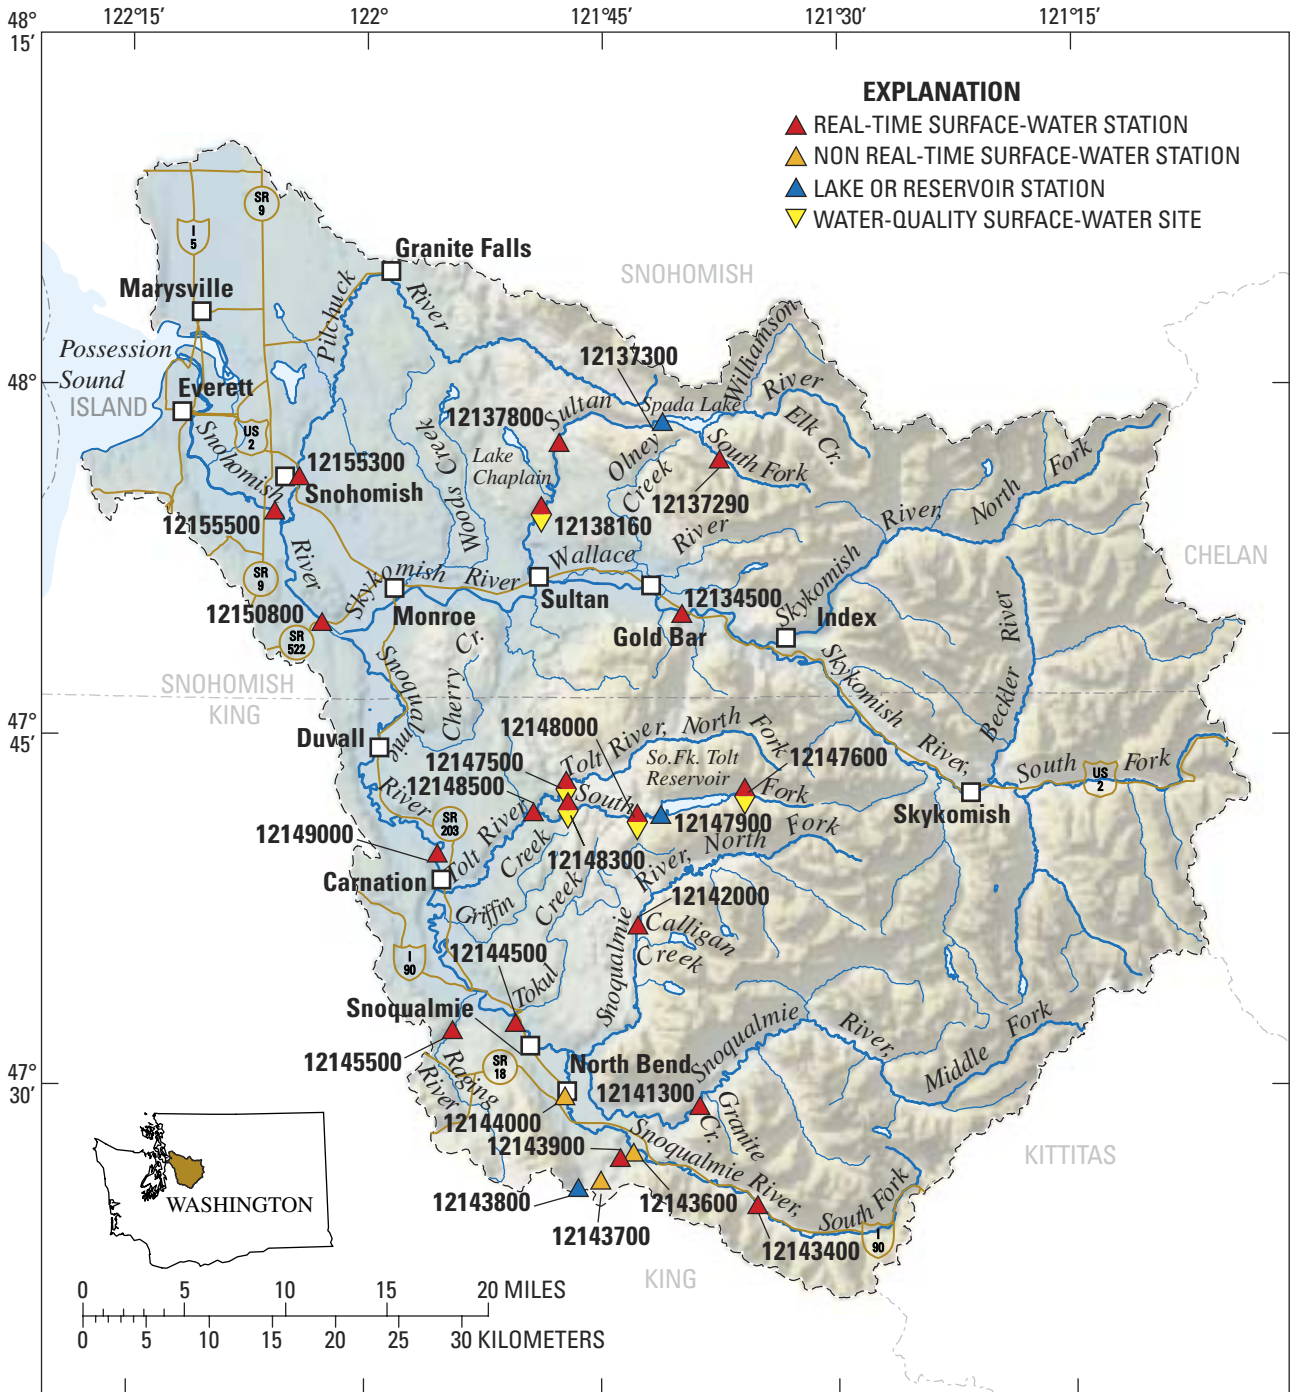 122°15'
122°
121°45'
121°30'
121°15'
48°
15'
EXPLANATION
REAL-TIME SURFACE-WATER STATION
NON REAL-TIME SURFACE-WATER STATION
LAKE OR RESERVOIR STATION
WATER-QUALITY SURFACE-WATER SITE
SR
9
I
5
Granite Falls
SNOHOMISH
Marysville
Pilchuck
River
Possession
Sound
ISLAND
12137300
Williamson
48°
Everett
River
Spada Lake
Elk Cr.
12137800
Sultan
US
2
Snohomish
Woods Creek
Lake
Chaplain
Olney
Creek
South Fork
North Fork
12155300
Snohomish
12137290
12155500
12138160
River
River,
CHELAN
Wallace
SR
9
River
Skykomish
River
Skykomish
Beckler River
12150800
Monroe
Sultan
12134500
Index
SR
522
Gold Bar
Snoqualmie
Cherry Cr.
Skykomish
River,
SNOHOMISH
KING
47°
45'
Duvall
12148000
Tolt River, North Fork
12147500
So.Fk. Tolt
Reservoir
12147600
South Fork
US
2
12148500
South
Fork
Skykomish
River
SR
203
12149000
Tolt River
12147900
Creek
12148300
River, North Fork
Carnation
Griffin
Creek
12142000
Calligan
Creek
I
90
12144500
Tokul
Snoqualmie
Snoqualmie
Snoqualmie
River,
Middle Fork
12145500
SR
18
North Bend
47°
30'
Raging
River
12141300
Granite
Cr.
12144000
12143900
Snoqualmie River,
KITTITAS
WASHINGTON
12143800
12143600
South Fork
12143700
12143400
I
90
KING
0 5 10 15 20 MILES
0 5 10 15 20 25 30 KILOMETERS